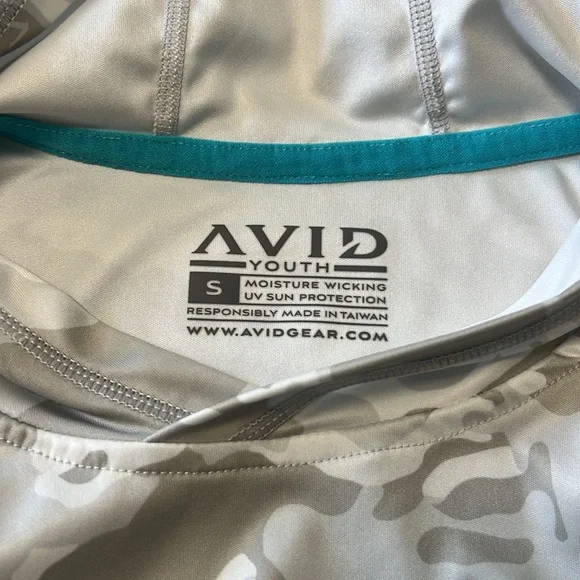 AVID
YOUTH
S
MOISTURE WICKING
UV SUN PROTECTION
RESPONSIBLY MADE IN TAIWAN
WWW.AVIDGEAR.COM